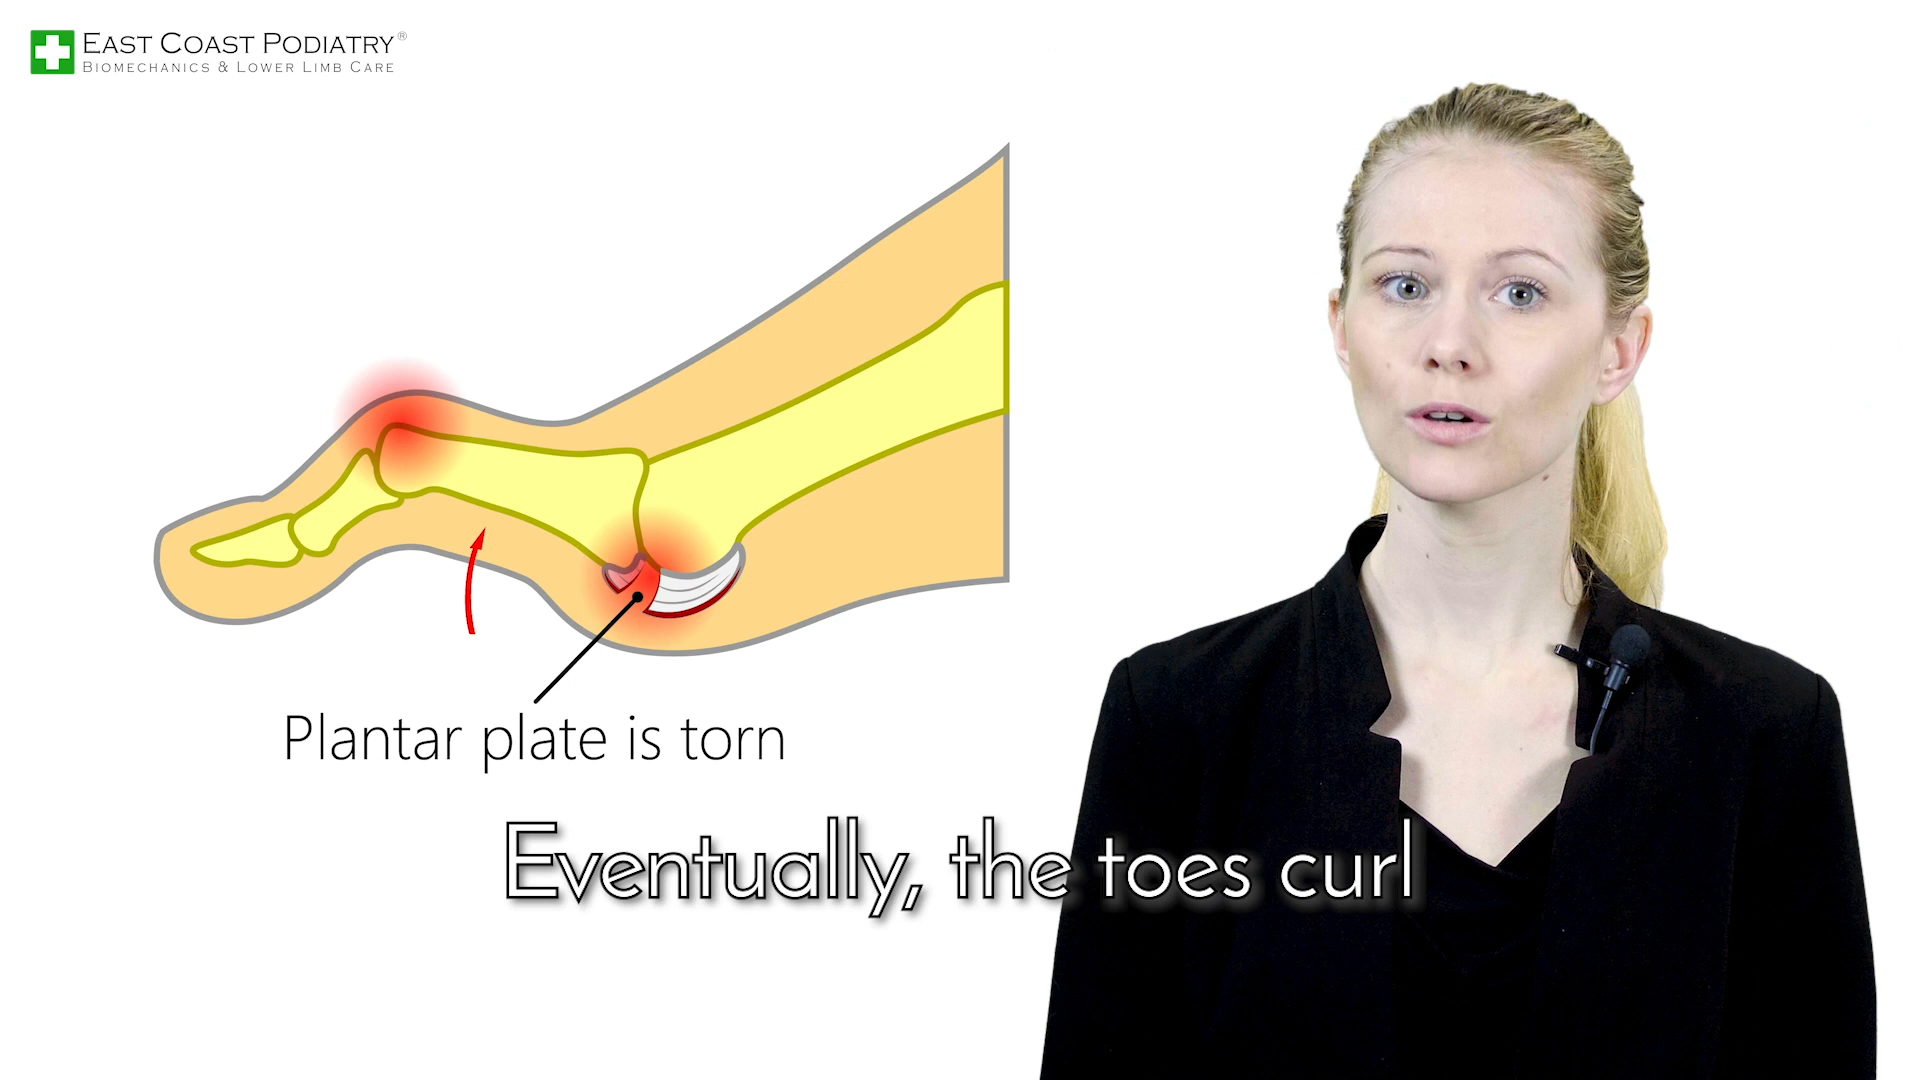 EAST COAST PODIATRY®
BIOMECHANICS & LOWER LIMB CARE
Plantar plate is torn
Eventually, the toes curl